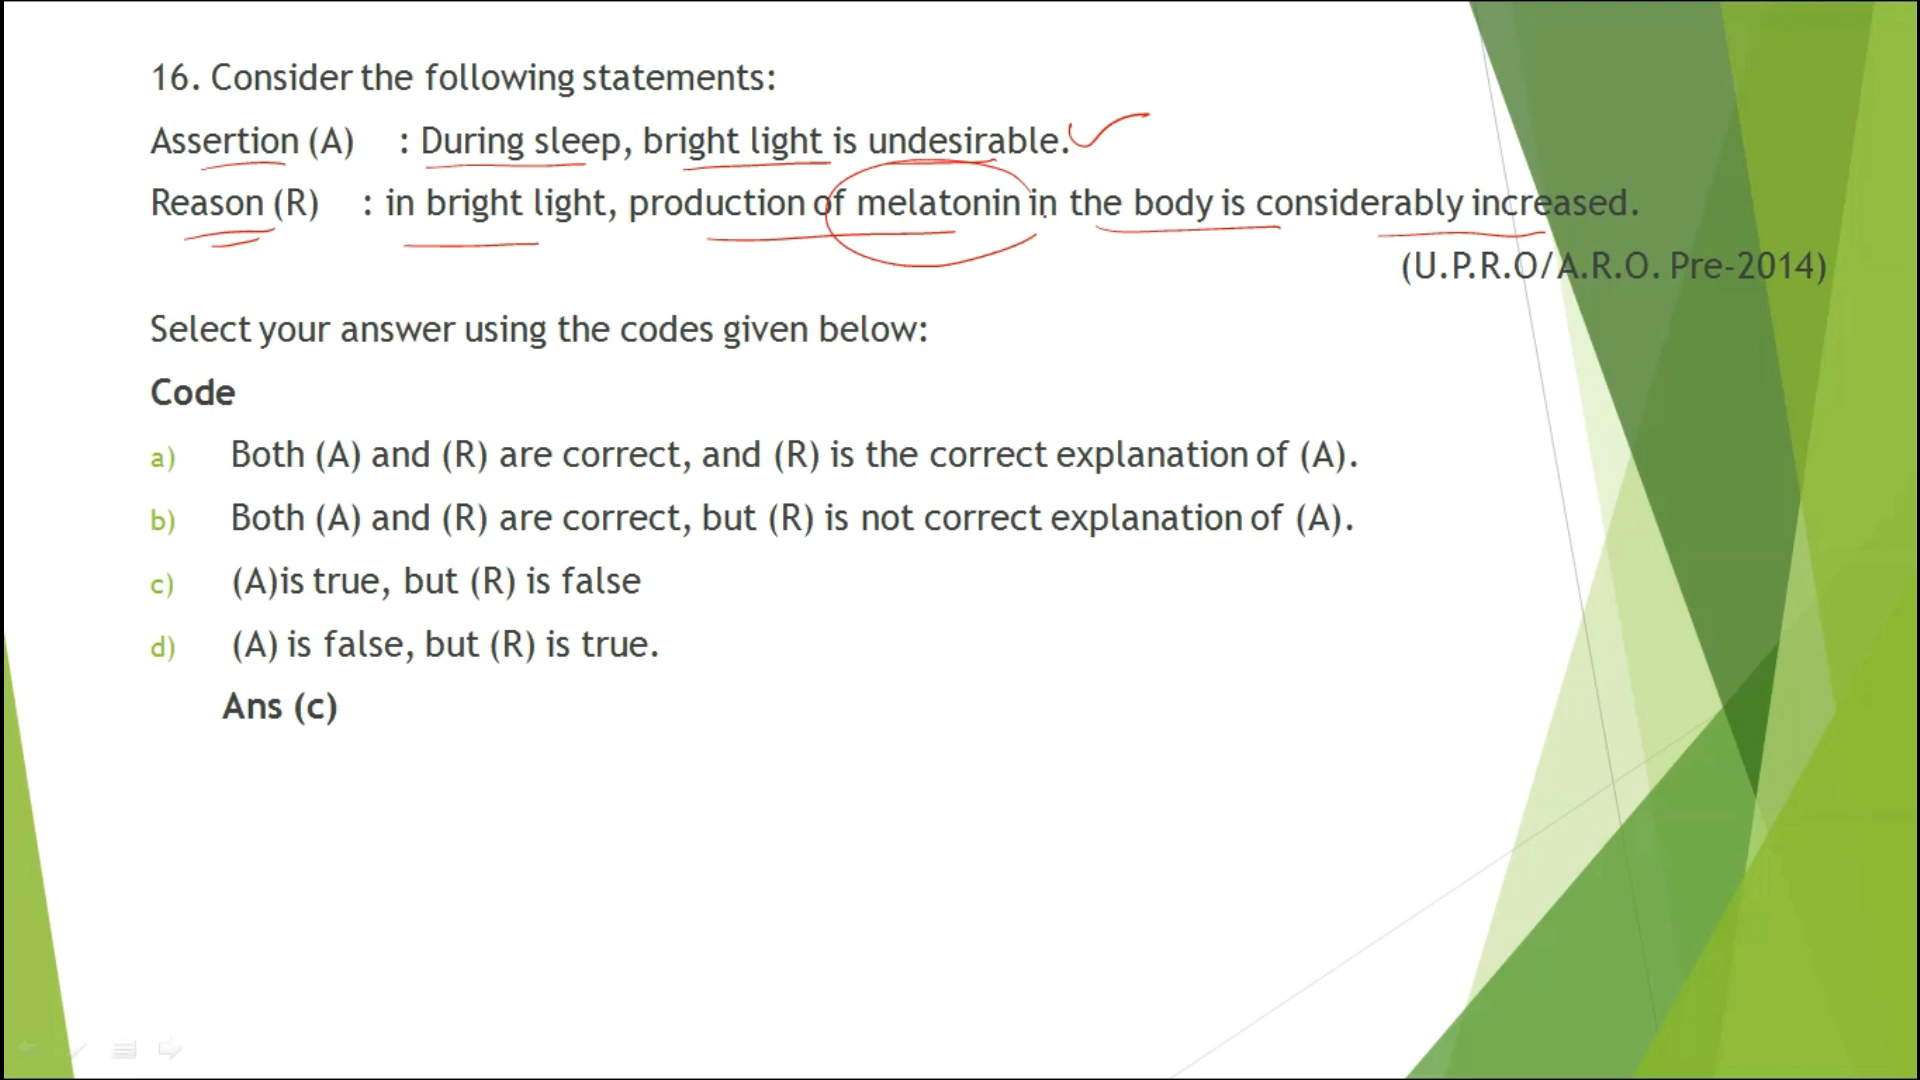 16. Consider the following statements:
Assertion (A) : During sleep, bright light is undesirable.
Reason (R) : in bright light, production of melatonin in the body is considerably increased.
(U.P.R.O/A.R.O. Pre-2014)
Select your answer using the codes given below:
Code
a) Both (A) and (R) are correct, and (R) is the correct explanation of (A).
b) Both (A) and (R) are correct, but (R) is not correct explanation of (A).
c) (A)is true, but (R) is false
d) (A) is false, but (R) is true.
Ans (c)